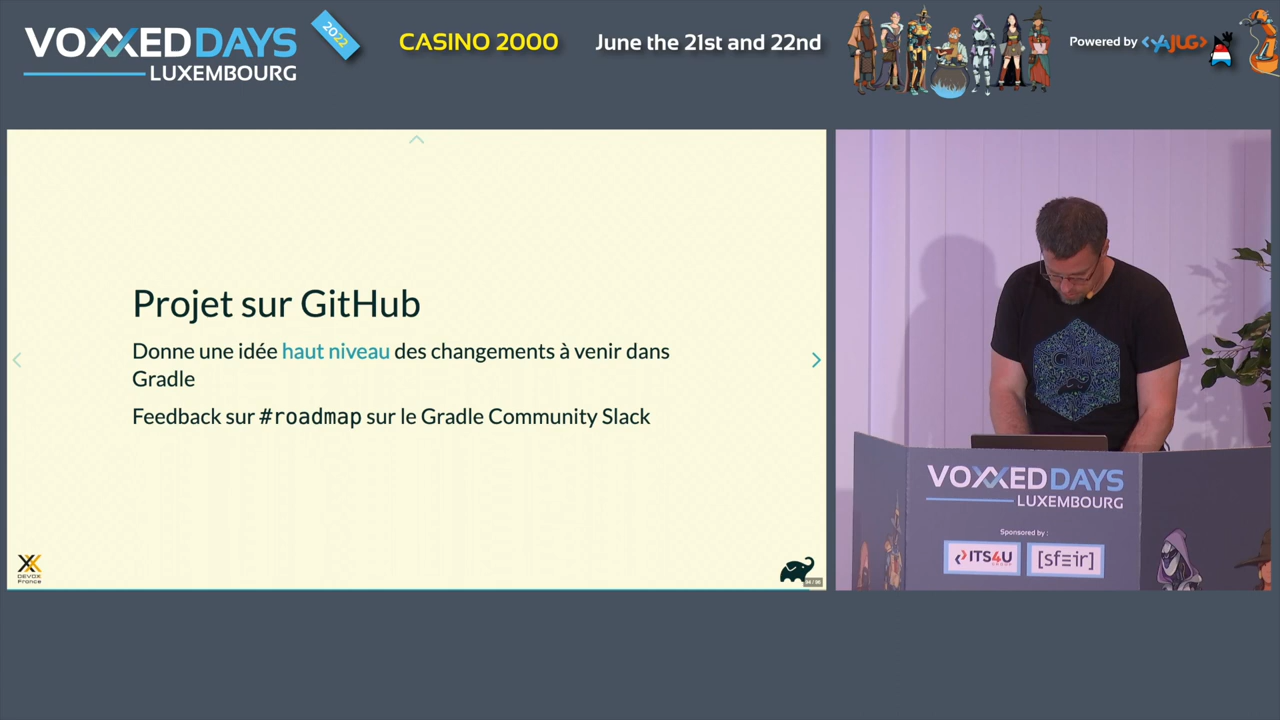 VOXXEDDAYS
LUXEMBOURG
2022
CASINO 2000
June the 21st and 22nd
Powered by <YAJUG>
Projet sur GitHub
Donne une idée haut niveau des changements à venir dans
Gradle
Feedback sur #roadmap sur le Gradle Community Slack
DEVOXX
France
VOXXEDDAYS
LUXEMBOURG
Sponsored by :
ITS4U
[sfeir]